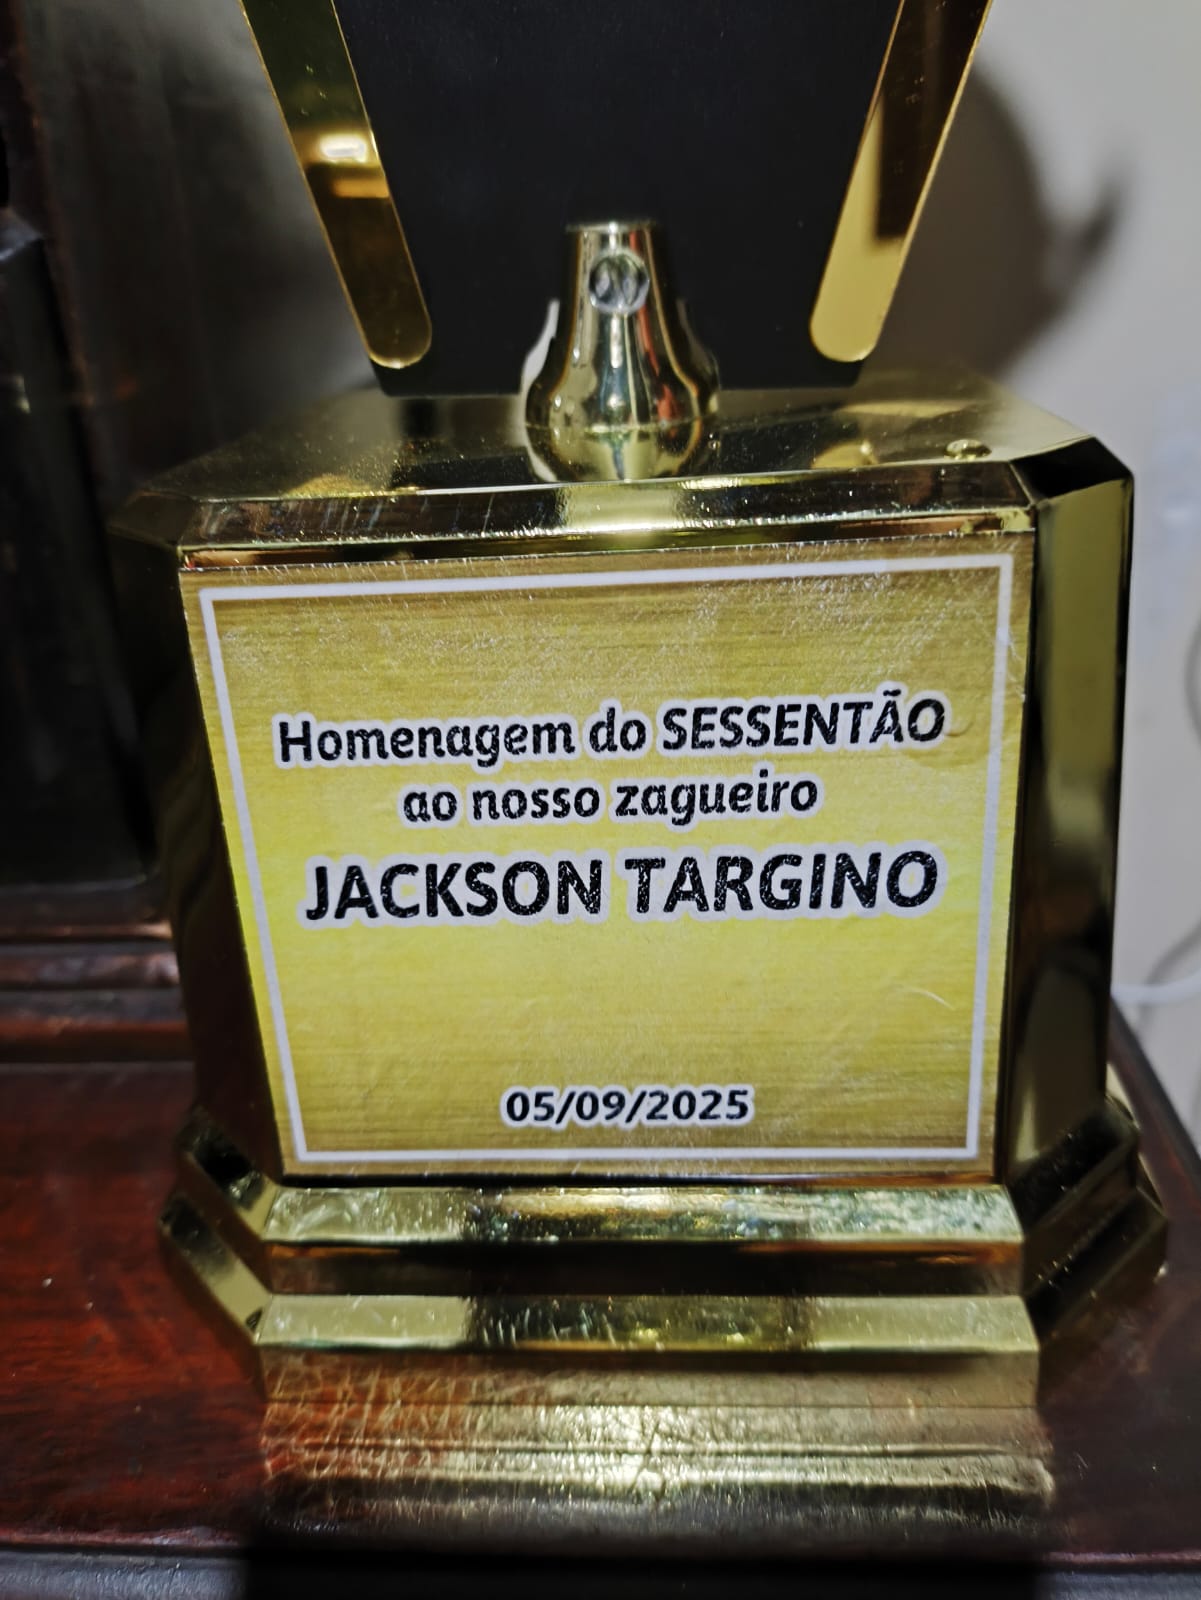 Homenagem do SESSENTÃO
ao nosso zagueiro
JACKSON TARGINO
05/09/2025